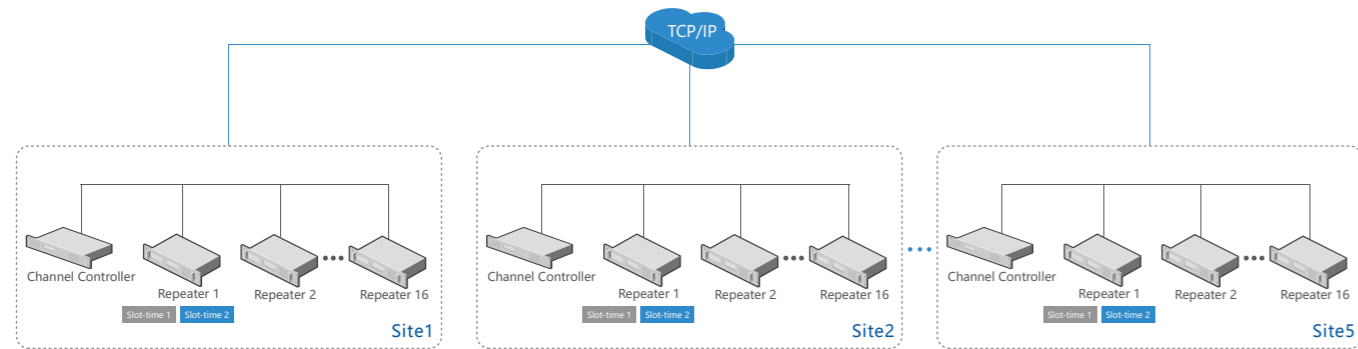 TCP/IP
Channel Controller
Repeater 1
Repeater 2
Repeater 16
Slot-time 1
Slot-time 2
Site1
Channel Controller
Repeater 1
Repeater 2
Repeater 16
Slot-time 1
Slot-time 2
Site2
Channel Controller
Repeater 1
Repeater 2
Repeater 16
Slot-time 1
Slot-time 2
Site5